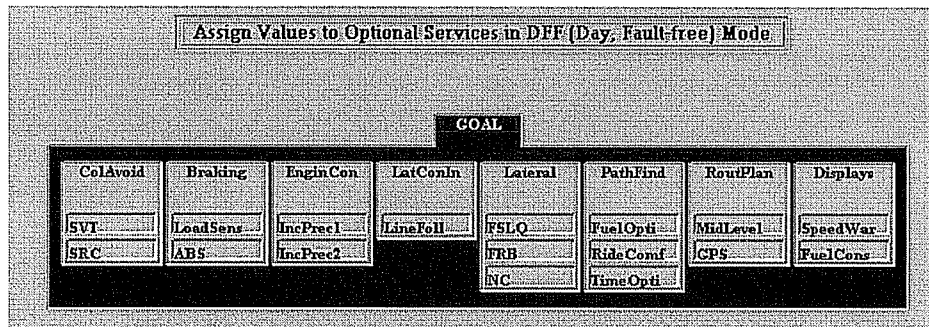 Assign Values to Optional Services in DFF (Day, Fault-free) Mode
GOAL
ColAvoid Braking EnginCon LatConIn Lateral PathFind RoutPlan Displays
SVT LoadSens IncPrec1 LineFoll FSLQ FuelOpti MidLevel SpeedWar
SRC ABS IncPrec2 FRB RideComf GPS FuelCons
NC TimeOpti